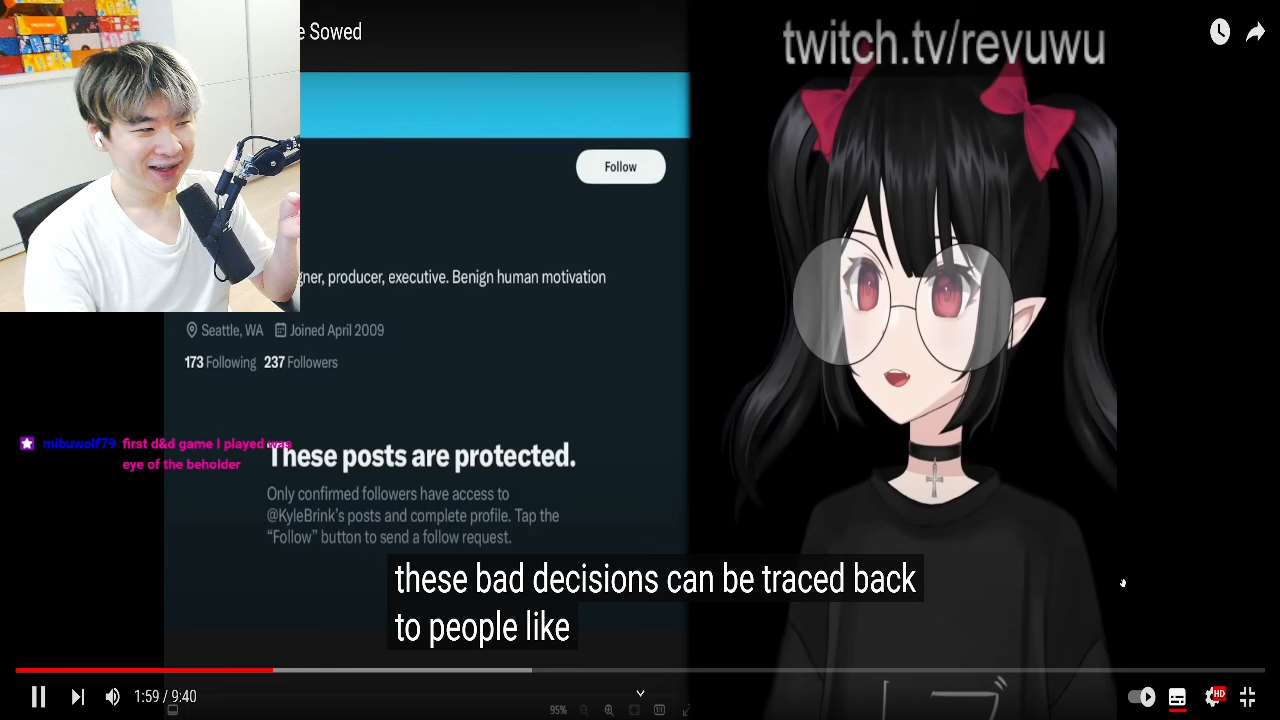 e Sowed
twitch.tv/revuwu
Follow
gner, producer, executive. Benign human motivation
Seattle, WA Joined April 2009
173 Following 237 Followers
mibuwolf79 first d&d game I played was
eye of the beholder
These posts are protected.
Only confirmed followers have access to
@KyleBrink's posts and complete profile. Tap the
“Follow” button to send a follow request.
these bad decisions can be traced back
to people like
1:59 / 9:40
HD
95%